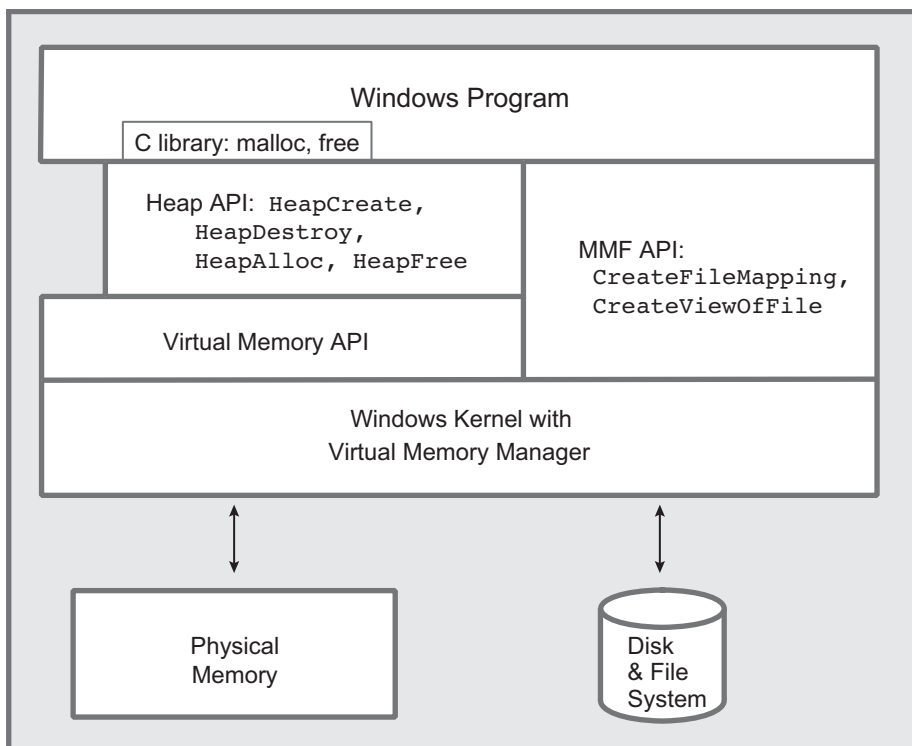 Windows Program
C library: malloc, free
Heap API: HeapCreate,
HeapDestroy,
HeapAlloc, HeapFree
MMF API:
CreateFileMapping,
CreateViewOfFile
Virtual Memory API
Windows Kernel with
Virtual Memory Manager
Physical
Memory
Disk
& File
System